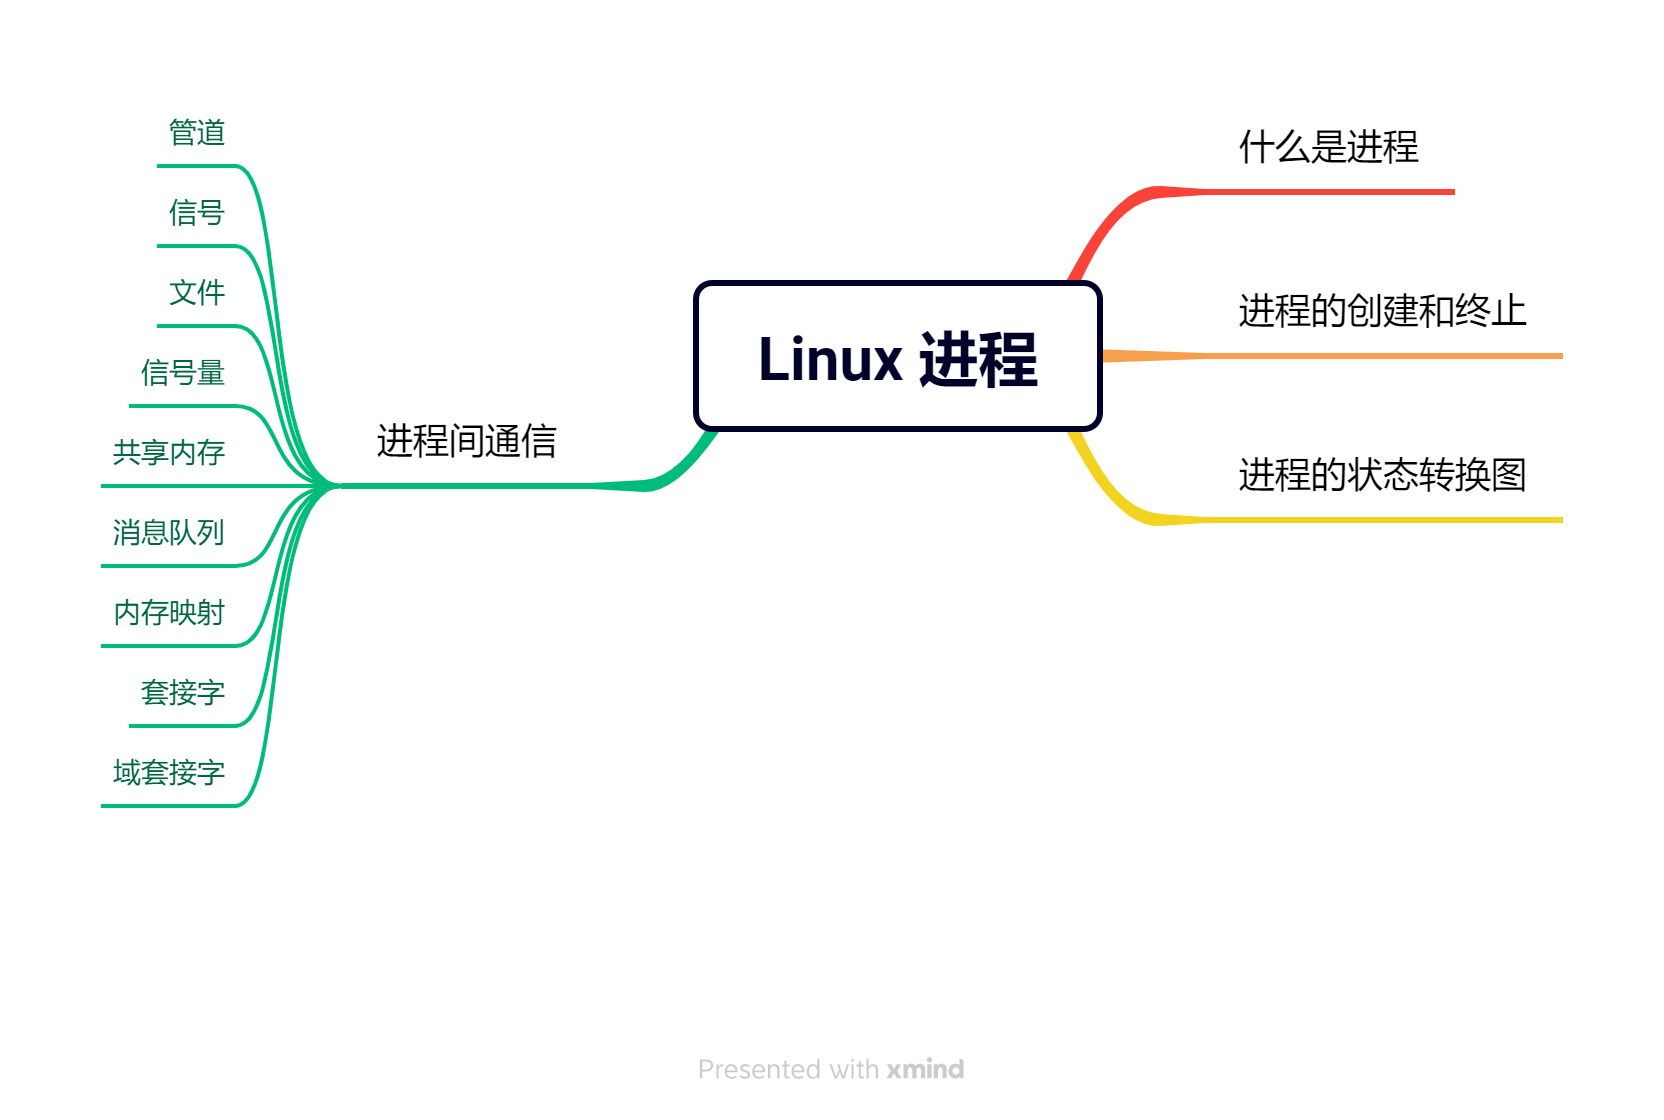 Linux 进程
什么是进程
进程的创建和终止
进程的状态转换图
进程间通信
管道
信号
文件
信号量
共享内存
消息队列
内存映射
套接字
域套接字
Presented with xmind